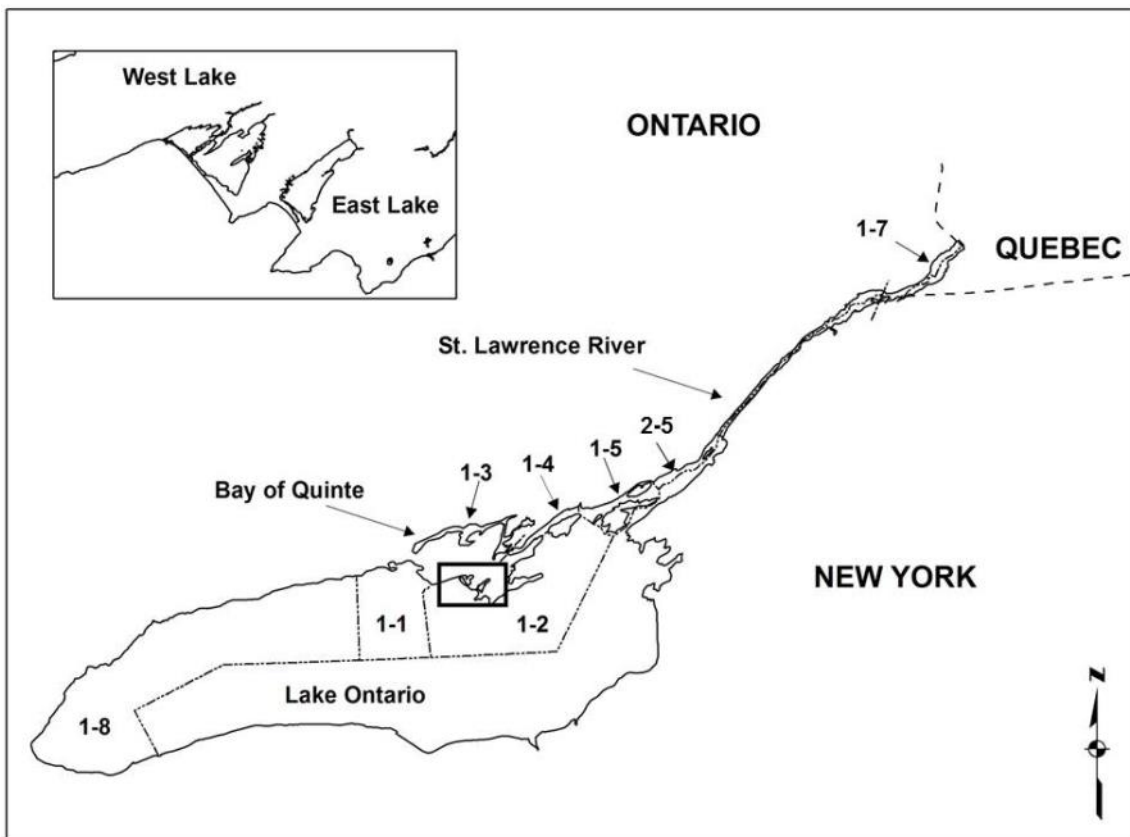 West Lake
East Lake
ONTARIO
1-7
QUEBEC
St. Lawrence River
2-5
1-5
1-4
1-3
Bay of Quinte
NEW YORK
1-1
1-2
Lake Ontario
1-8
N